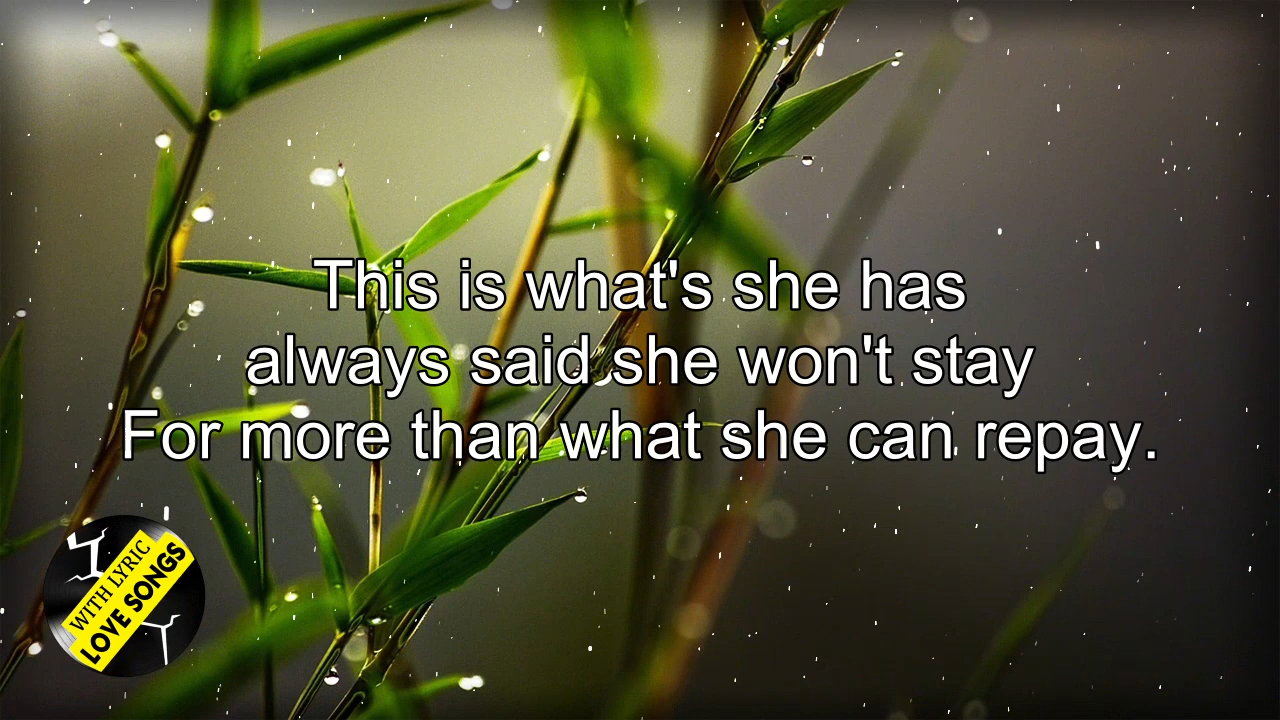 This is what's she has
always said she won't stay
For more than what she can repay.
WITH LYRIC
LOVE SONGS